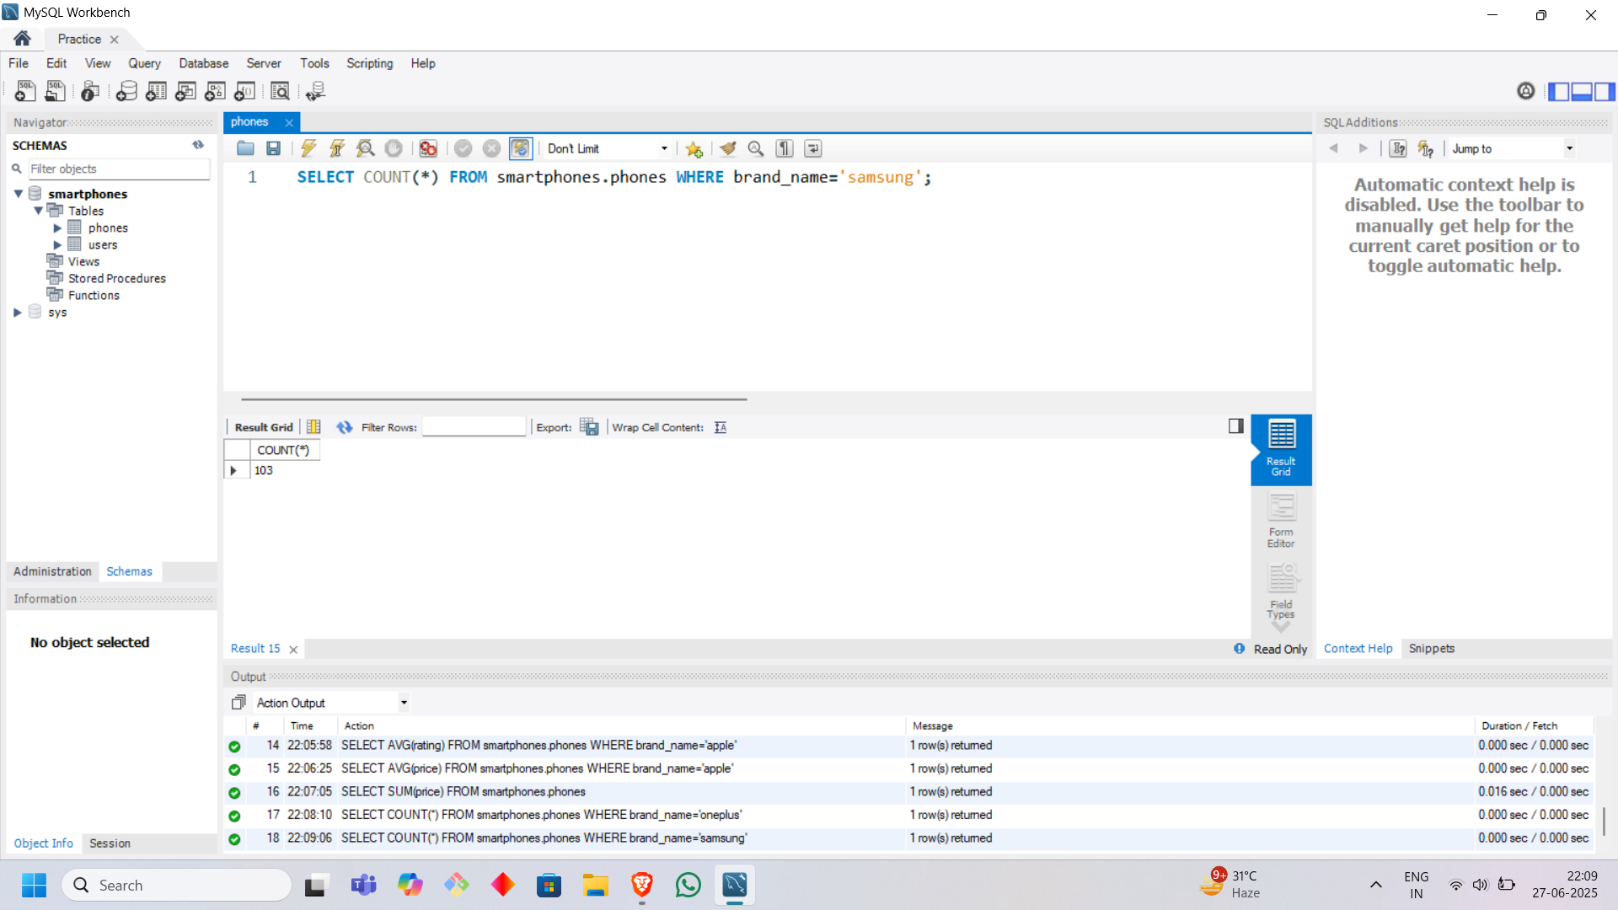 MySQL Workbench
Practice
File Edit View Query Database Server Tools Scripting Help
Navigator
SCHEMAS
Filter objects
smartphones
Tables
phones
users
Views
Stored Procedures
Functions
sys
Administration Schemas
Information
No object selected
Object Info Session
phones
Don't Limit
1 SELECT COUNT(*) FROM smartphones.phones WHERE brand_name='samsung';
Result Grid Filter Rows: Export: Wrap Cell Content:
COUNT(*)
103
Result Grid
Form Editor
Field Types
Result 15
Read Only
SQLAdditions
Jump to
Automatic context help is
disabled. Use the toolbar to
manually get help for the
current caret position or to
toggle automatic help.
Context Help Snippets
Output
Action Output
# Time Action Message Duration / Fetch
14 22:05:58 SELECT AVG(rating) FROM smartphones.phones WHERE brand_name='apple' 1 row(s) returned 0.000 sec / 0.000 sec
15 22:06:25 SELECT AVG(price) FROM smartphones.phones WHERE brand_name='apple' 1 row(s) returned 0.000 sec / 0.000 sec
16 22:07:05 SELECT SUM(price) FROM smartphones.phones 1 row(s) returned 0.016 sec / 0.000 sec
17 22:08:10 SELECT COUNT(*) FROM smartphones.phones WHERE brand_name='oneplus' 1 row(s) returned 0.000 sec / 0.000 sec
18 22:09:06 SELECT COUNT(*) FROM smartphones.phones WHERE brand_name='samsung' 1 row(s) returned 0.000 sec / 0.000 sec
Search
9+
31°C
Haze
ENG
IN
22:09
27-06-2025